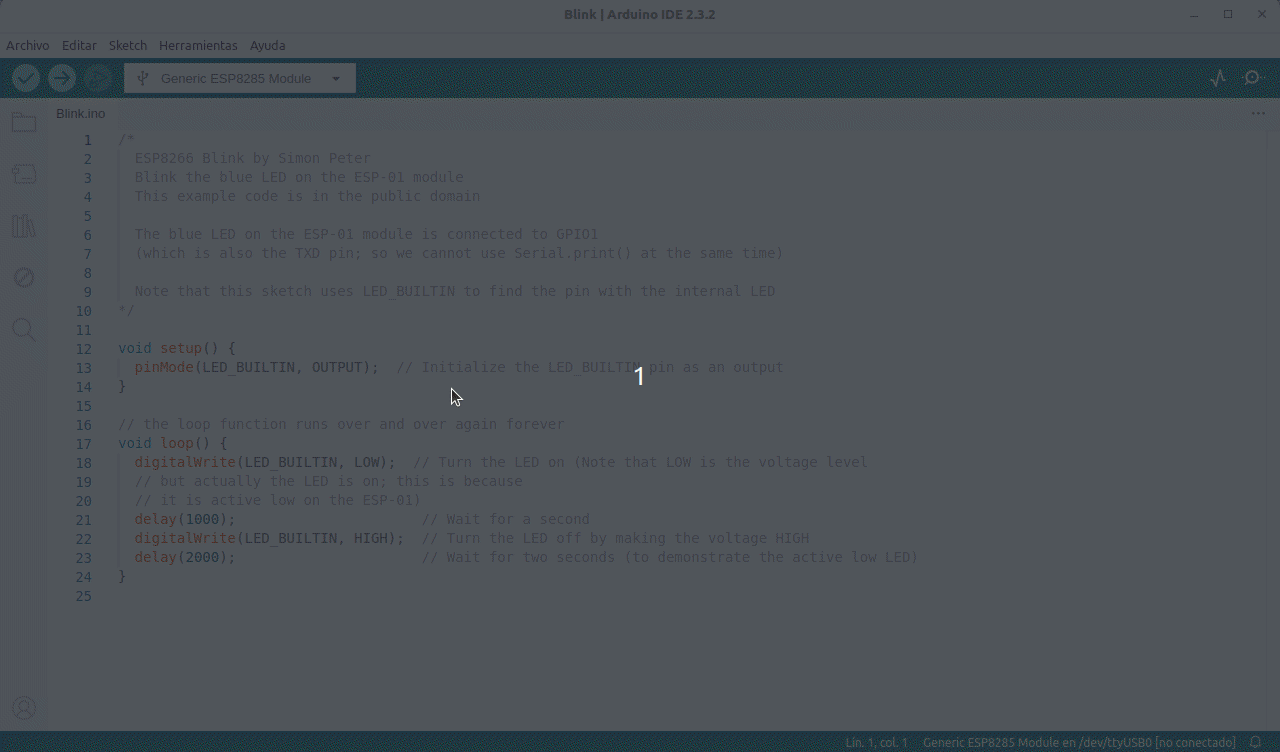 Blink | Arduino IDE 2.3.2
Archivo Editar Sketch Herramientas Ayuda
Generic ESP8285 Module
Blink.ino
1 /*
2 ESP8266 Blink by Simon Peter
3 Blink the blue LED on the ESP-01 module
4 This example code is in the public domain
5
6 The blue LED on the ESP-01 module is connected to GPIO1
7 (which is also the TXD pin; so we cannot use Serial.print() at the same time)
8
9 Note that this sketch uses LED_BUILTIN to find the pin with the internal LED
10 */
11
12 void setup() {
13 pinMode(LED_BUILTIN, OUTPUT);  // Initialize the LED_BUILTIN pin as an output
1
14 }
15
16 // the loop function runs over and over again forever
17 void loop() {
18 digitalWrite(LED_BUILTIN, LOW);  // Turn the LED on (Note that LOW is the voltage level
19 // but actually the LED is on; this is because
20 // it is active low on the ESP-01)
21 delay(1000);                      // Wait for a second
22 digitalWrite(LED_BUILTIN, HIGH);  // Turn the LED off by making the voltage HIGH
23 delay(2000);                      // Wait for two seconds (to demonstrate the active low LED)
24 }
25
Lín. 1, col. 1 Generic ESP8285 Module en /dev/ttyUSB0 [no conectado]